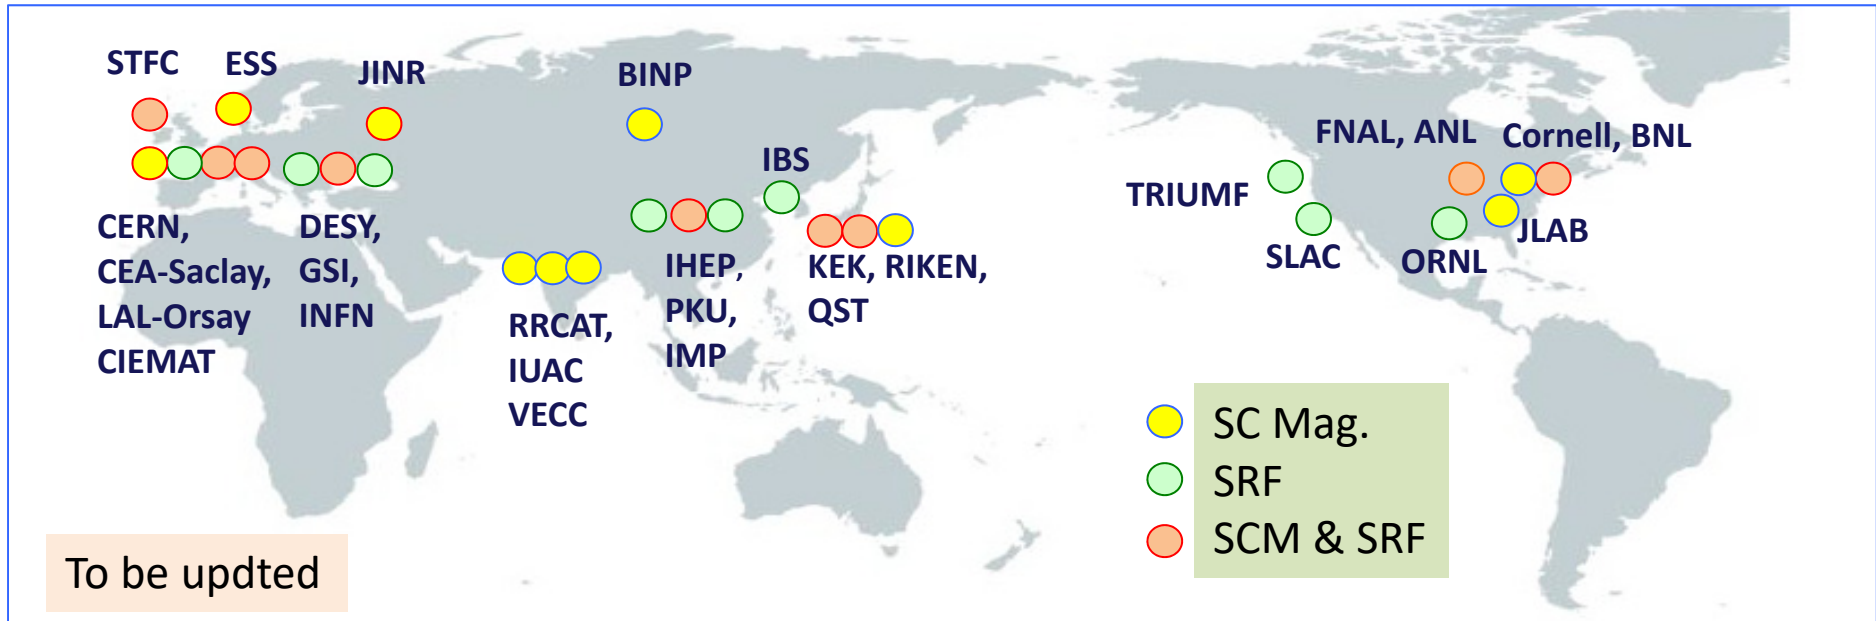 STFC
ESS
JINR
BINP
IBS
FNAL, ANL
Cornell, BNL
TRIUMF
SLAC
ORNL
JLAB
CERN,
CEA-Saclay,
LAL-Orsay
CIEMAT
DESY,
GSI,
INFN
RRCAT,
IUAC
VECC
IHEP,
PKU,
IMP
KEK, RIKEN,
QST
SC Mag.
SRF
SCM & SRF
To be updted